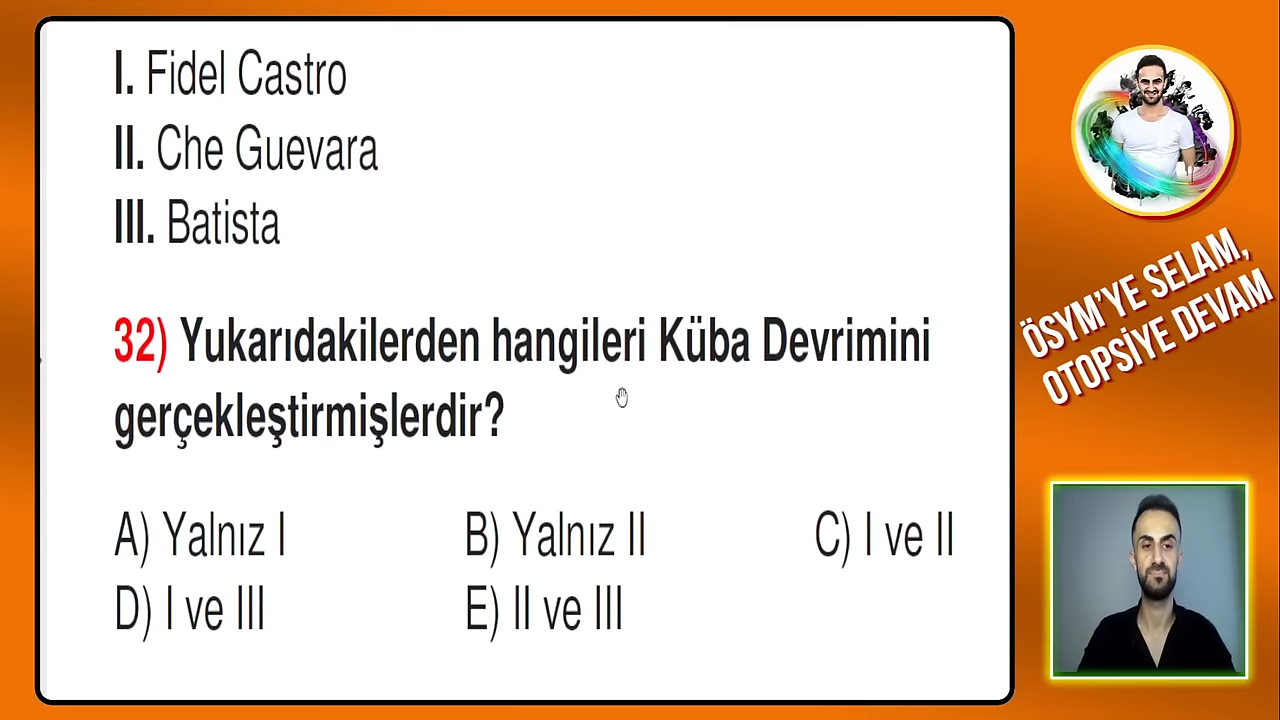 I. Fidel Castro
II. Che Guevara
III. Batista
32) Yukarıdakilerden hangileri Küba Devrimini
gerçekleştirmişlerdir?
A) Yalnız I B) Yalnız II C) I ve II
D) I ve III E) II ve III
ÖSYM'YE SELAM,
OTOPSİYE DEVAM